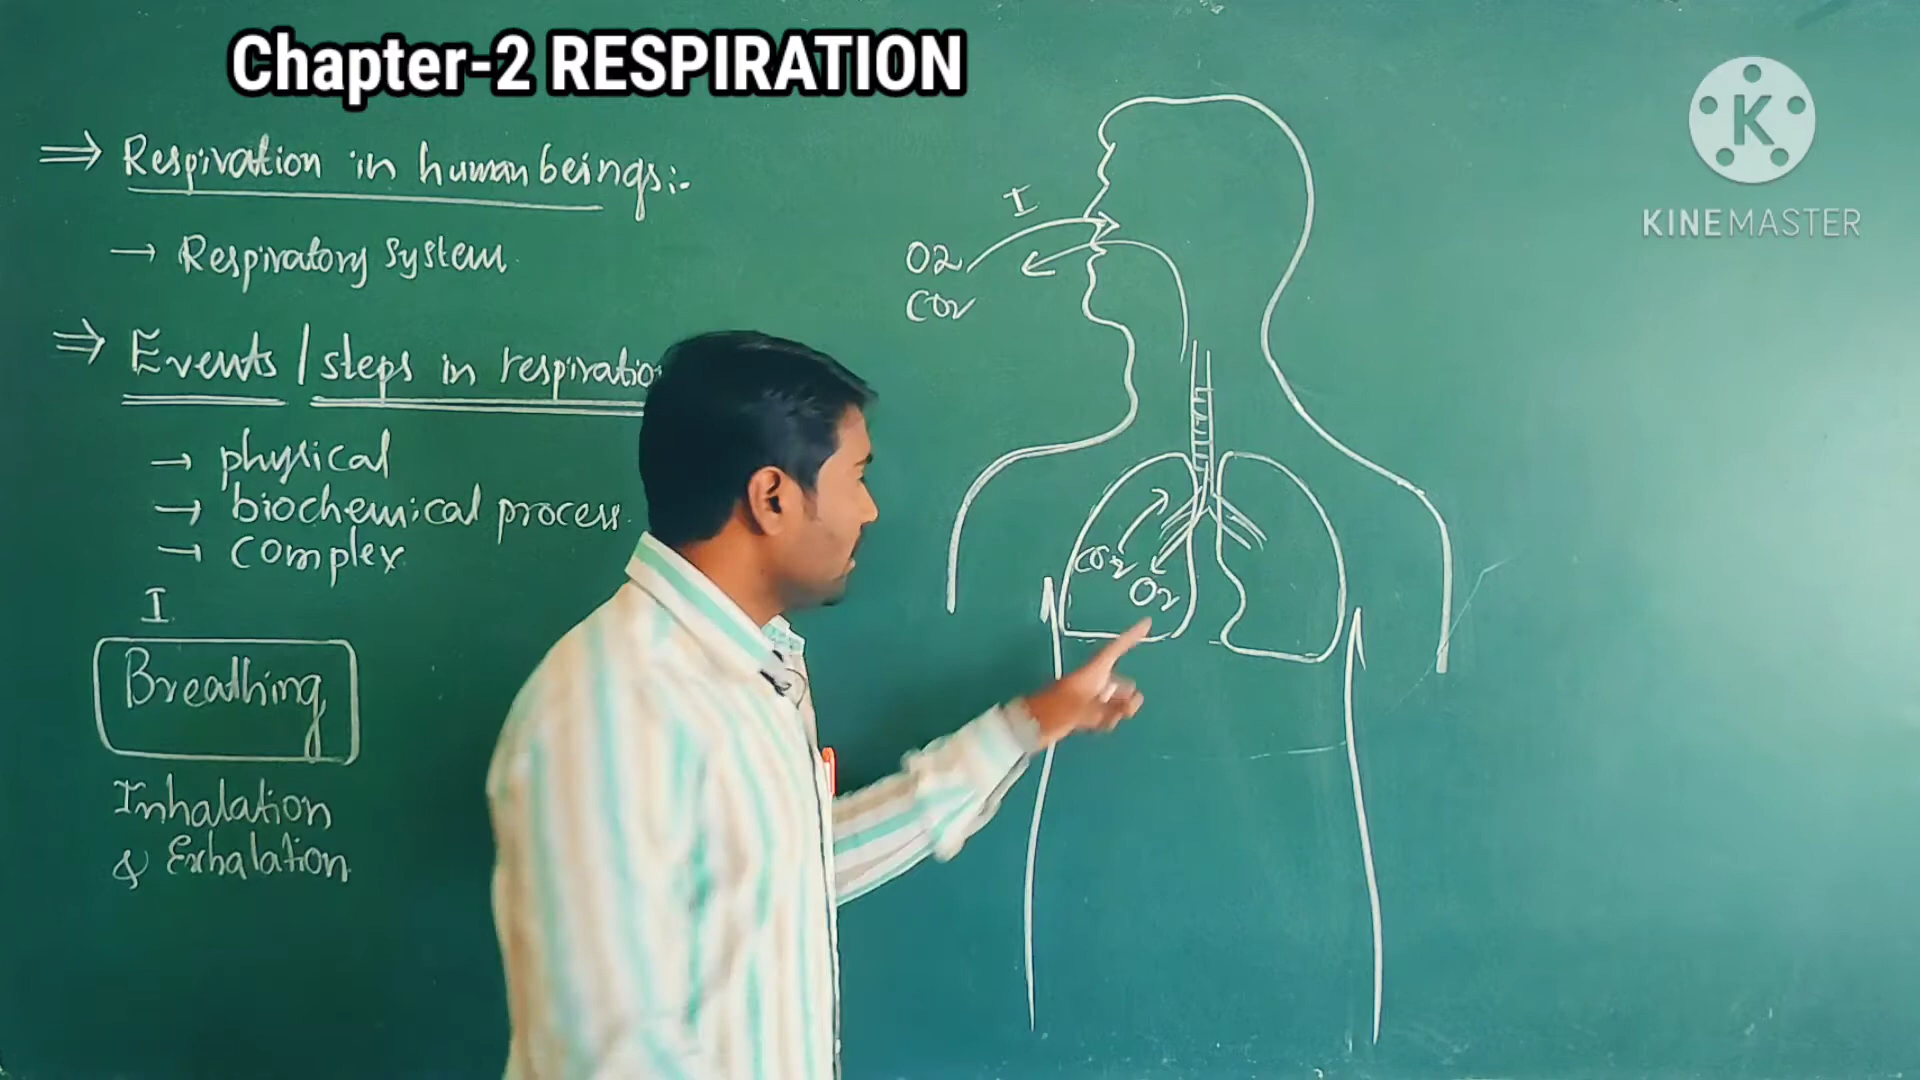 Chapter-2 RESPIRATION
⇒ Respiration in human beings:-
→ Respiratory system
⇒ Events / steps in respiratio
→ physical
→ biochemical process.
→ complex
I
Breathing
Inhalation
& Exhalation
I
O2
CO2
CO2
O2
K
KINEMASTER